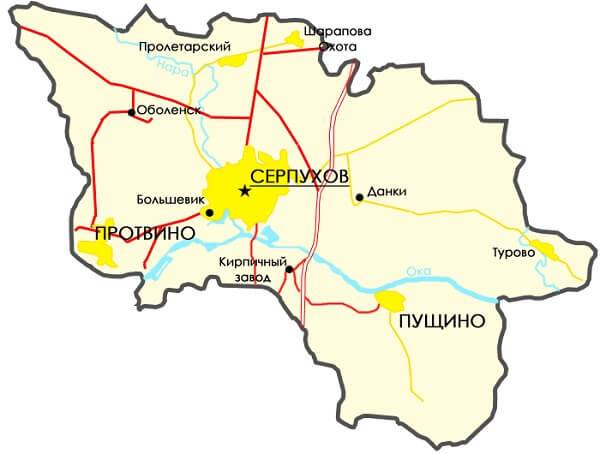 Шарапова
Охота
Пролетарский
Нара
Оболенск
СЕРПУХОВ
Данки
Большевик
ПРОТВИНО
Турово
Кирпичный
завод
Ока
ПУЩИНО